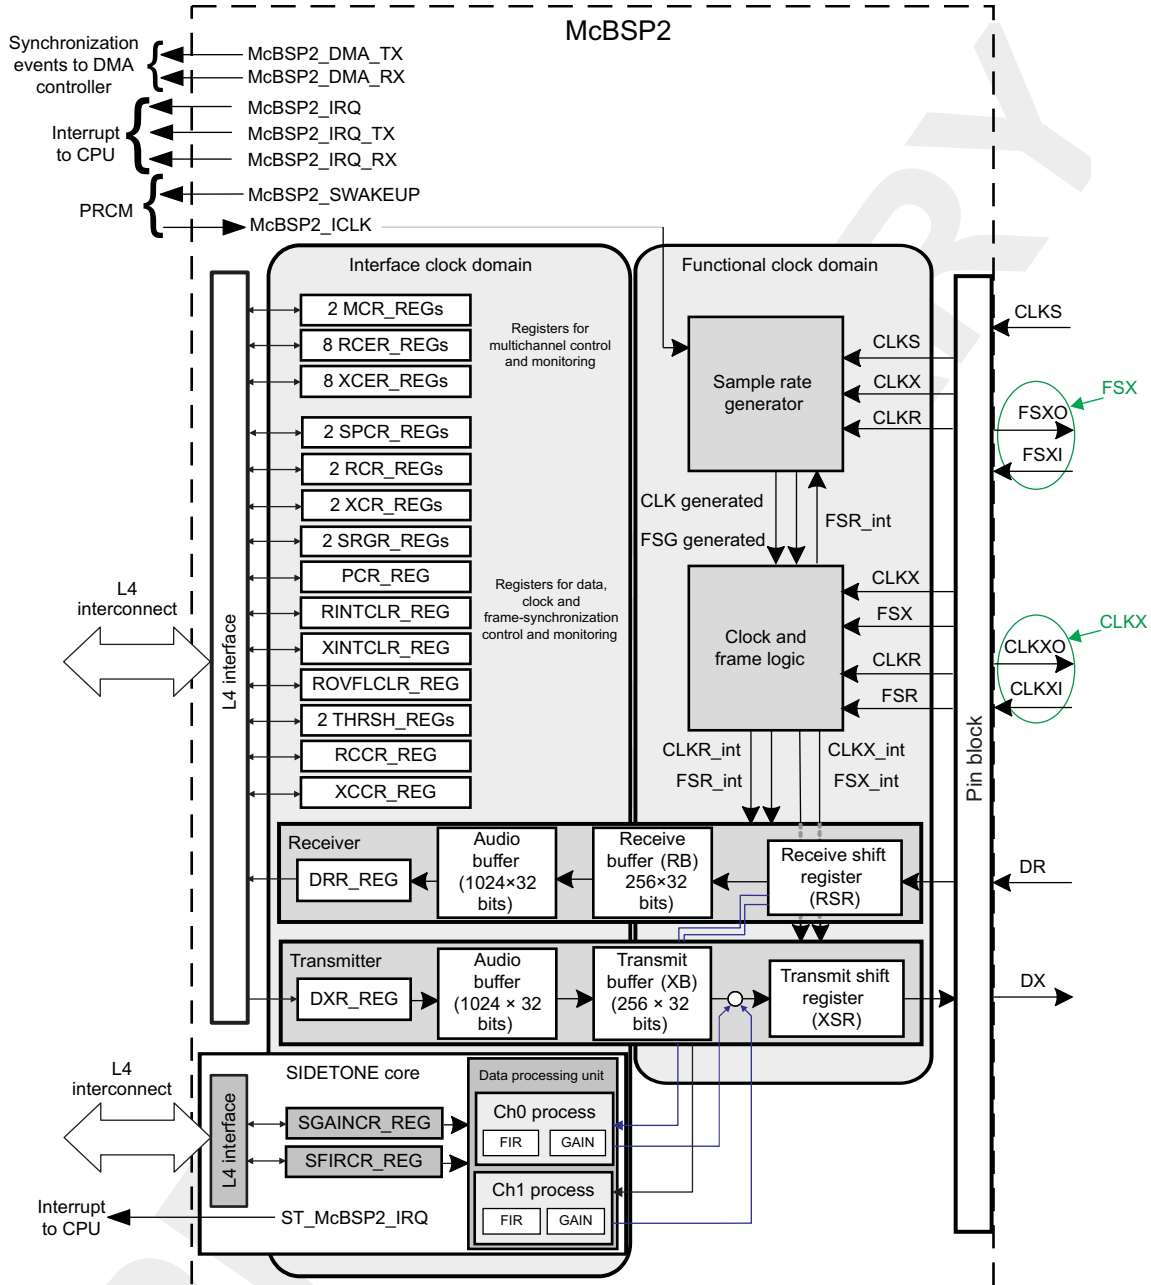 McBSP2
Synchronization
events to DMA
controller
McBSP2_DMA_TX
McBSP2_DMA_RX
Interrupt
to CPU
McBSP2_IRQ
McBSP2_IRQ_TX
McBSP2_IRQ_RX
PRCM
McBSP2_SWAKEUP
McBSP2_ICLK
Interface clock domain
Functional clock domain
2 MCR_REGs
8 RCER_REGs
8 XCER_REGs
Registers for
multichannel control
and monitoring
2 SPCR_REGs
2 RCR_REGs
2 XCR_REGs
2 SRGR_REGs
PCR_REG
RINTCLR_REG
XINTCLR_REG
ROVFLCLR_REG
2 THRSH_REGs
RCCR_REG
XCCR_REG
Registers for data,
clock and
frame-synchronization
control and monitoring
L4
interconnect
L4 interface
Sample rate
generator
CLKS
CLKX
CLKR
CLK generated
FSG generated
FSR_int
Clock and
frame logic
CLKX
FSX
CLKR
FSR
CLKR_int
FSR_int
CLKX_int
FSX_int
Pin block
CLKS
FSX
FSXO
FSXI
CLKX
CLKXO
CLKXI
DR
DX
Receiver
DRR_REG
Audio
buffer
(1024×32
bits)
Receive
buffer (RB)
256×32
bits)
Receive shift
register
(RSR)
Transmitter
DXR_REG
Audio
buffer
(1024 × 32
bits)
Transmit
buffer (XB)
(256 × 32
bits)
Transmit shift
register
(XSR)
L4
interconnect
L4 interface
SIDETONE core
SGAINCR_REG
SFIRCR_REG
Data processing unit
Ch0 process
FIR
GAIN
Ch1 process
FIR
GAIN
Interrupt
to CPU
ST_McBSP2_IRQ